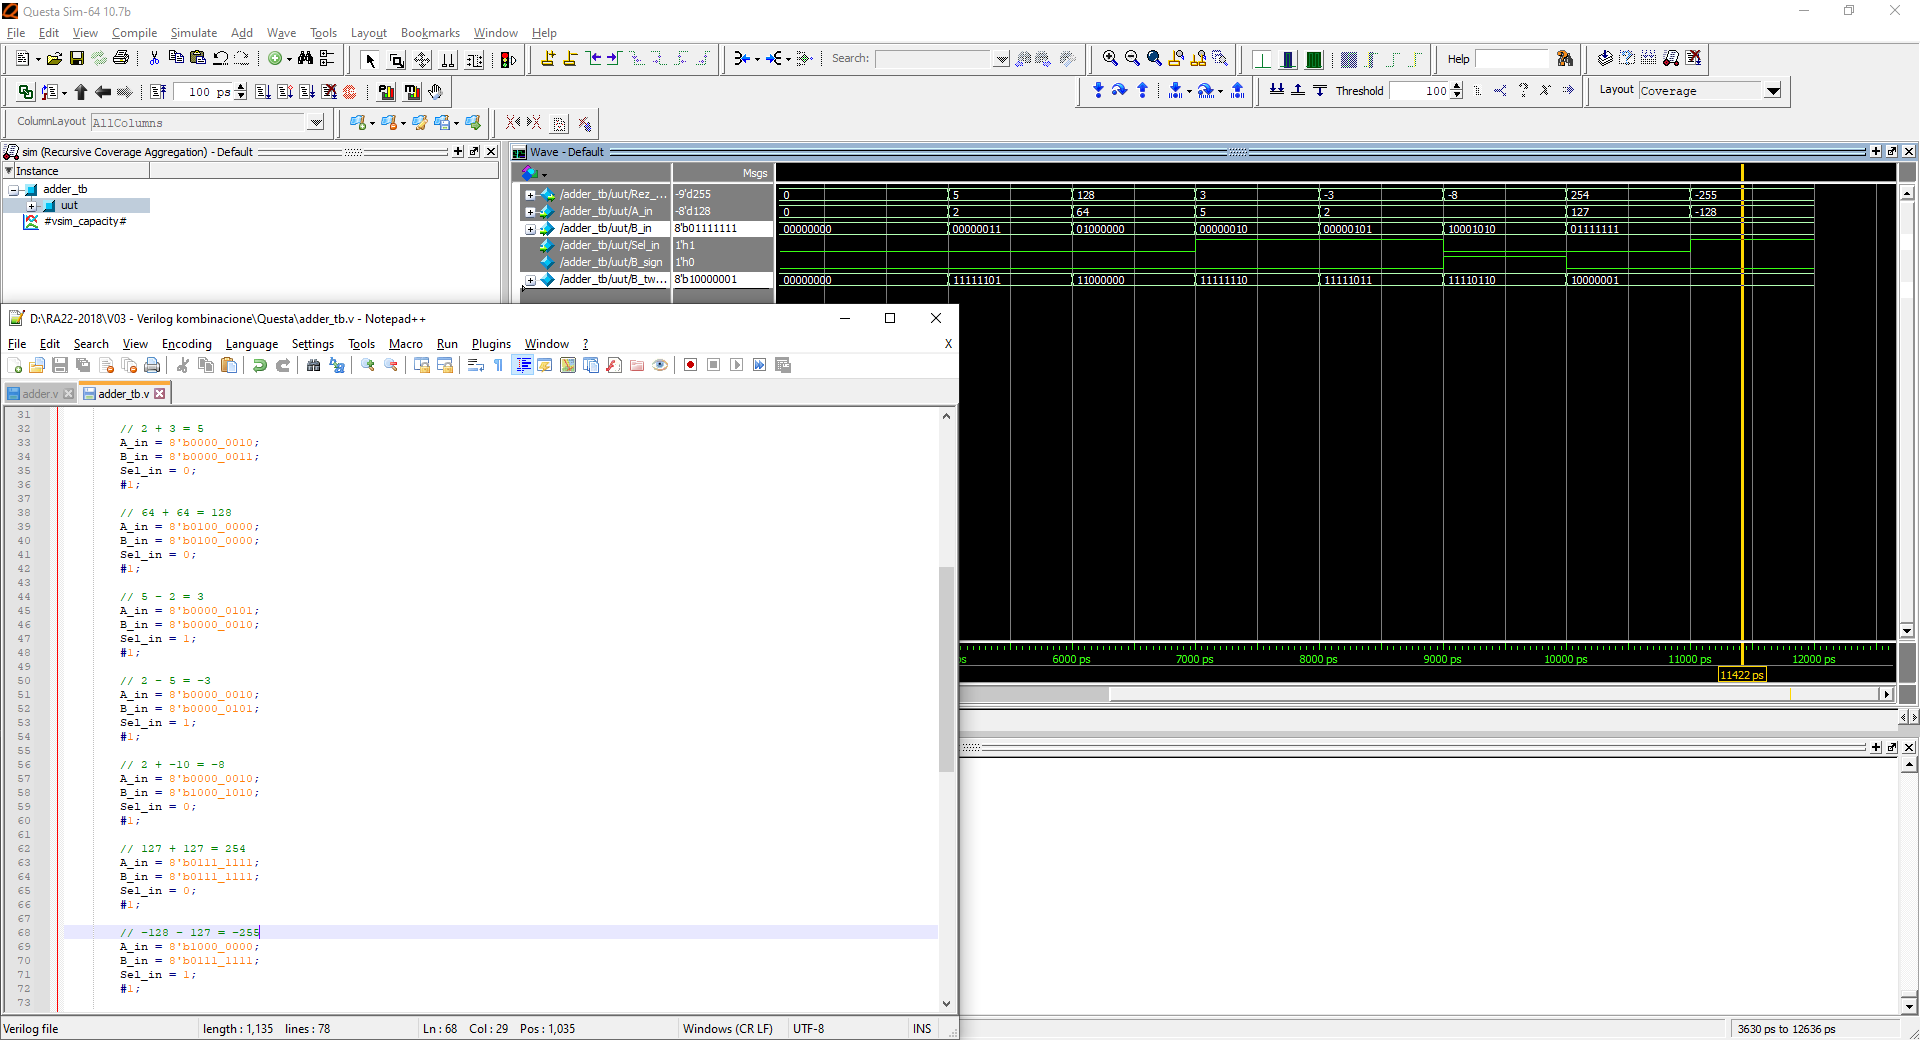 Questa Sim-64 10.7b
File Edit View Compile Simulate Add Wave Tools Layout Bookmarks Window Help
Search:
Help
100 ps
Threshold 100
Layout Coverage
ColumnLayout AllColumns
sim (Recursive Coverage Aggregation) - Default
Instance
adder_tb
uut
#vsim_capacity#
Wave - Default
Msgs
/adder_tb/uut/Rez_... -9'd255 0 5 128 3 -3 -8 254 -255
/adder_tb/uut/A_in -8'd128 0 2 64 5 2 127 -128
/adder_tb/uut/B_in 8'b01111111 00000000 00000011 01000000 00000010 00000101 10001010 01111111
/adder_tb/uut/Sel_in 1'h1
/adder_tb/uut/B_sign 1'h0
/adder_tb/uut/B_tw... 8'b10000001 00000000 11111101 11000000 11111110 11111011 11110110 10000001
ps 6000 ps 7000 ps 8000 ps 9000 ps 10000 ps 11000 ps 12000 ps
11422 ps
3630 ps to 12636 ps
D:\RA22-2018\V03 - Verilog kombinacione\Questa\adder_tb.v - Notepad++
File Edit Search View Encoding Language Settings Tools Macro Run Plugins Window ? X
adder.v adder_tb.v
31
32 // 2 + 3 = 5
33 A_in = 8'b0000_0010;
34 B_in = 8'b0000_0011;
35 Sel_in = 0;
36 #1;
37
38 // 64 + 64 = 128
39 A_in = 8'b0100_0000;
40 B_in = 8'b0100_0000;
41 Sel_in = 0;
42 #1;
43
44 // 5 - 2 = 3
45 A_in = 8'b0000_0101;
46 B_in = 8'b0000_0010;
47 Sel_in = 1;
48 #1;
49
50 // 2 - 5 = -3
51 A_in = 8'b0000_0010;
52 B_in = 8'b0000_0101;
53 Sel_in = 1;
54 #1;
55
56 // 2 + -10 = -8
57 A_in = 8'b0000_0010;
58 B_in = 8'b1000_1010;
59 Sel_in = 0;
60 #1;
61
62 // 127 + 127 = 254
63 A_in = 8'b0111_1111;
64 B_in = 8'b0111_1111;
65 Sel_in = 0;
66 #1;
67
68 // -128 - 127 = -255
69 A_in = 8'b1000_0000;
70 B_in = 8'b0111_1111;
71 Sel_in = 1;
72 #1;
73
Verilog file length : 1,135 lines : 78 Ln : 68 Col : 29 Pos : 1,035 Windows (CR LF) UTF-8 INS